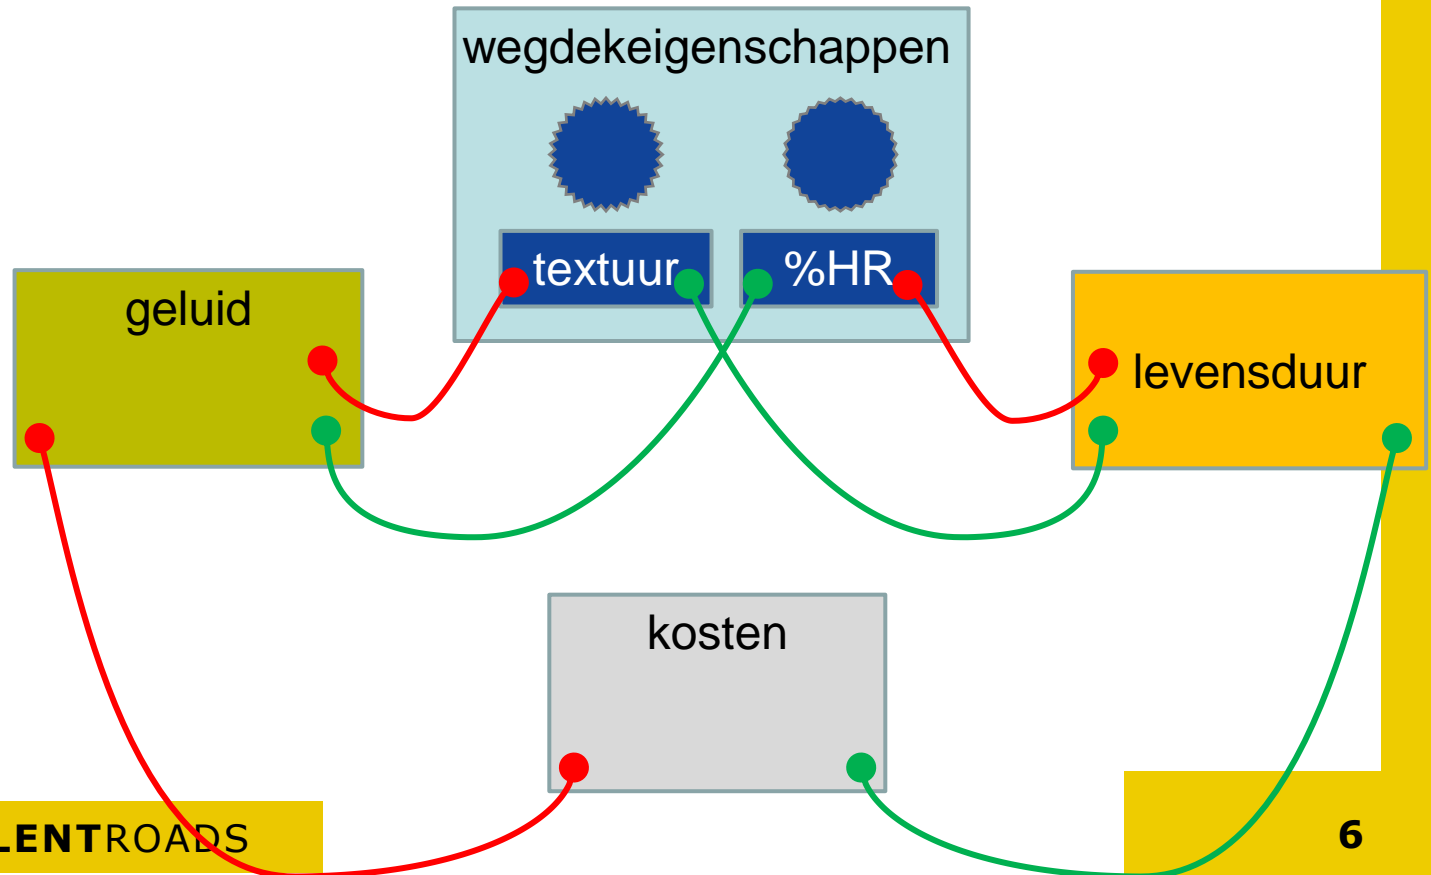 wegdekeigenschappen
textuur
%HR
geluid
levensduur
kosten
LENTROADS
6